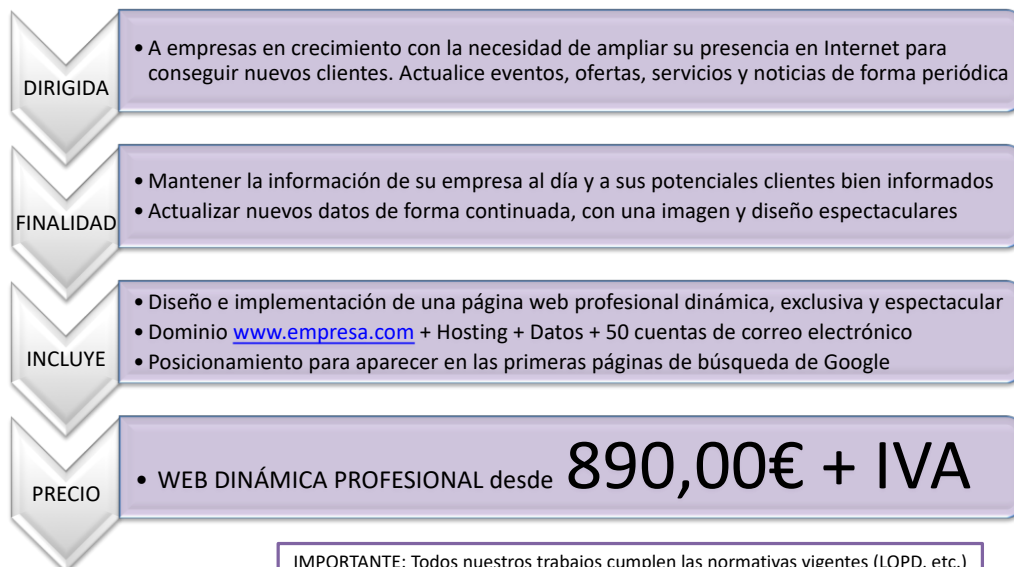 DIRIGIDA
• A empresas en crecimiento con la necesidad de ampliar su presencia en Internet para
conseguir nuevos clientes. Actualice eventos, ofertas, servicios y noticias de forma periódica
FINALIDAD
• Mantener la información de su empresa al día y a sus potenciales clientes bien informados
• Actualizar nuevos datos de forma continuada, con una imagen y diseño espectaculares
INCLUYE
• Diseño e implementación de una página web profesional dinámica, exclusiva y espectacular
• Dominio www.empresa.com + Hosting + Datos + 50 cuentas de correo electrónico
• Posicionamiento para aparecer en las primeras páginas de búsqueda de Google
PRECIO
• WEB DINÁMICA PROFESIONAL desde 890,00€ + IVA
IMPORTANTE: Todos nuestros trabajos cumplen las normativas vigentes (LOPD, etc.)